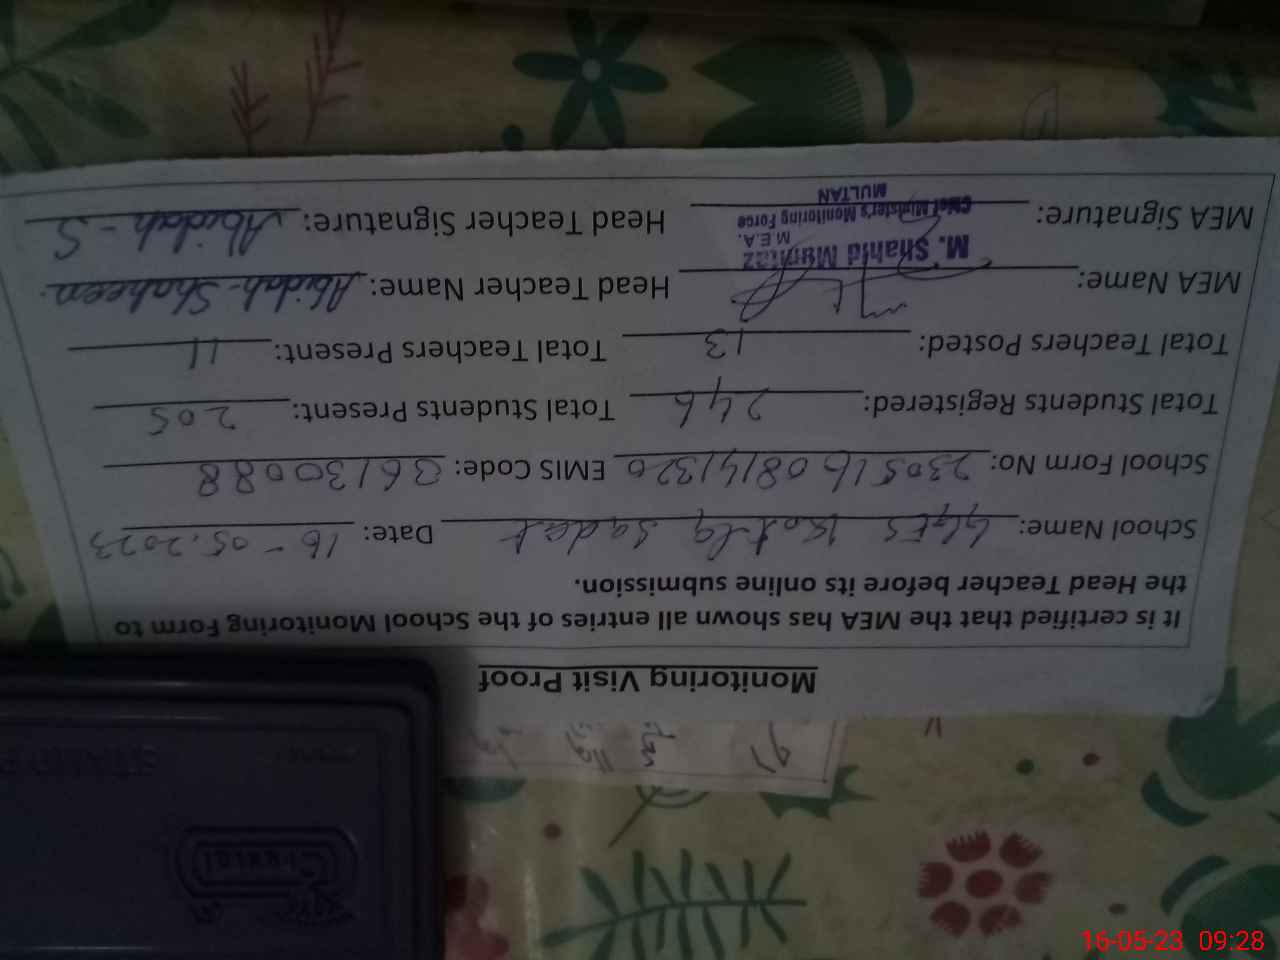 Monitoring Visit Proof
It is certified that the MEA has shown all entries of the School Monitoring Form to
the Head Teacher before its online submission.
School Name: GGES Kotla Sadat Date: 16-05.2023
School Form No: 23051608141320 EMIS Code: 36130088
Total Students Registered: 246 Total Students Present: 205
Total Teachers Posted: 13 Total Teachers Present: 11
MEA Name: Head Teacher Name: Abidah-Shaheen.
M. Shahid Mumtaz
M.E.A.
Chief Minister's Monitoring Force
MULTAN
MEA Signature: Head Teacher Signature: Abidah-S
Crystal
16-05-23 09:28